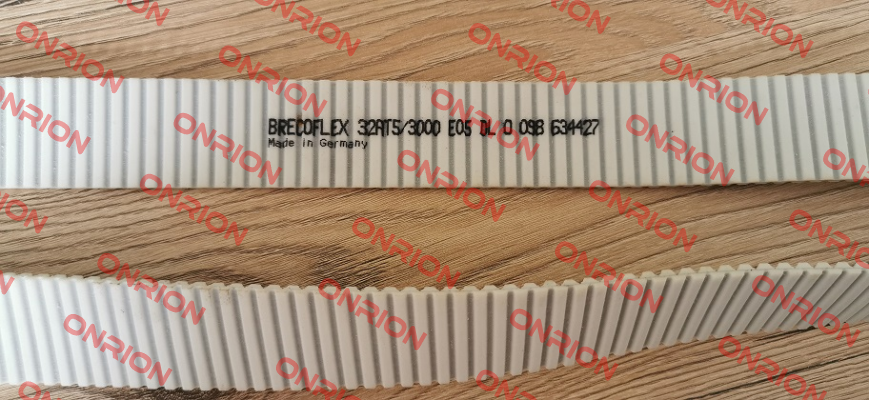 BRECOFLEX 32AT5/3000 E05 DL 0 09B 634427
Made in Germany
ONRION